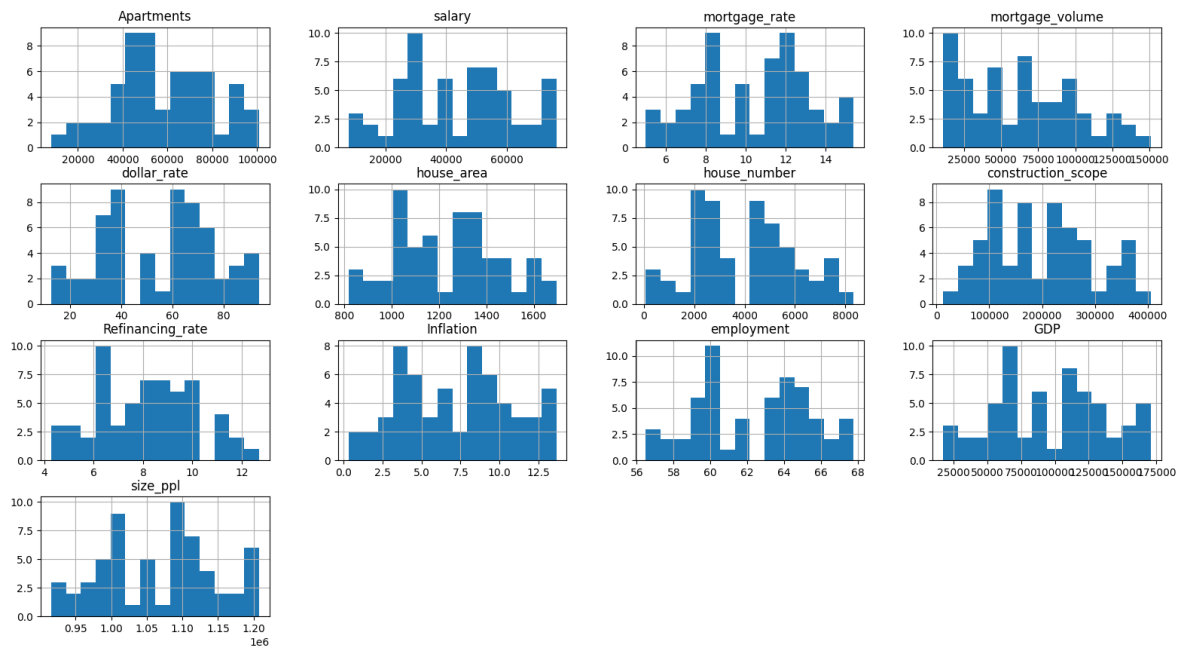 Apartments
8
6
4
2
0
20000 40000 60000 80000 100000
salary
10.0
7.5
5.0
2.5
0.0
20000 40000 60000
mortgage_rate
8
6
4
2
0
6 8 10 12 14
mortgage_volume
10.0
7.5
5.0
2.5
0.0
25000 50000 75000 100000 125000 150000
dollar_rate
8
6
4
2
0
20 40 60 80
house_area
10.0
7.5
5.0
2.5
0.0
800 1000 1200 1400 1600
house_number
10.0
7.5
5.0
2.5
0.0
0 2000 4000 6000 8000
construction_scope
8
6
4
2
0
0 100000 200000 300000 400000
Refinancing_rate
10.0
7.5
5.0
2.5
0.0
4 6 8 10 12
Inflation
8
6
4
2
0
0.0 2.5 5.0 7.5 10.0 12.5
employment
10.0
7.5
5.0
2.5
0.0
56 58 60 62 64 66 68
GDP
10.0
7.5
5.0
2.5
0.0
25000 50000 75000 100000 125000 150000 175000
size_ppl
10.0
7.5
5.0
2.5
0.0
0.95 1.00 1.05 1.10 1.15 1.20
1e6